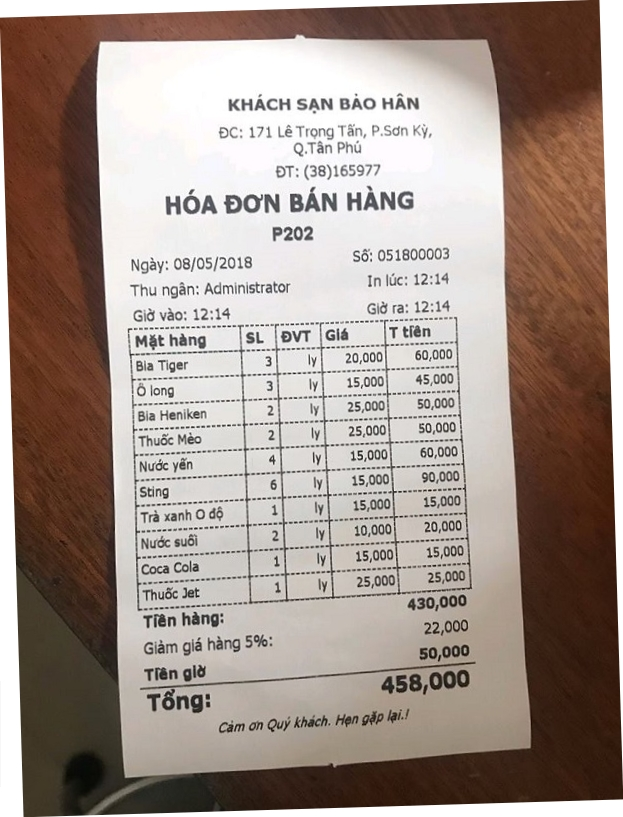 KHÁCH SẠN BẢO HÂN
ĐC: 171 Lê Trọng Tấn, P.Sơn Kỳ,
Q.Tân Phú
ĐT: (38)165977
HÓA ĐƠN BÁN HÀNG
P202
Ngày: 08/05/2018 Số: 051800003
Thu ngân: Administrator In lúc: 12:14
Giờ vào: 12:14 Giờ ra: 12:14
Mặt hàng SL ĐVT Giá T tiền
Bia Tiger 3 ly 20,000 60,000
Ô long 3 ly 15,000 45,000
Bia Heniken 2 ly 25,000 50,000
Thuốc Mèo 2 ly 25,000 50,000
Nước yến 4 ly 15,000 60,000
Sting 6 ly 15,000 90,000
Trà xanh O độ 1 ly 15,000 15,000
Nước suối 2 ly 10,000 20,000
Coca Cola 1 ly 15,000 15,000
Thuốc Jet 1 ly 25,000 25,000
Tiền hàng: 430,000
Giảm giá hàng 5%: 22,000
Tiền giờ 50,000
Tổng: 458,000
Cảm ơn Quý khách. Hẹn gặp lại.!